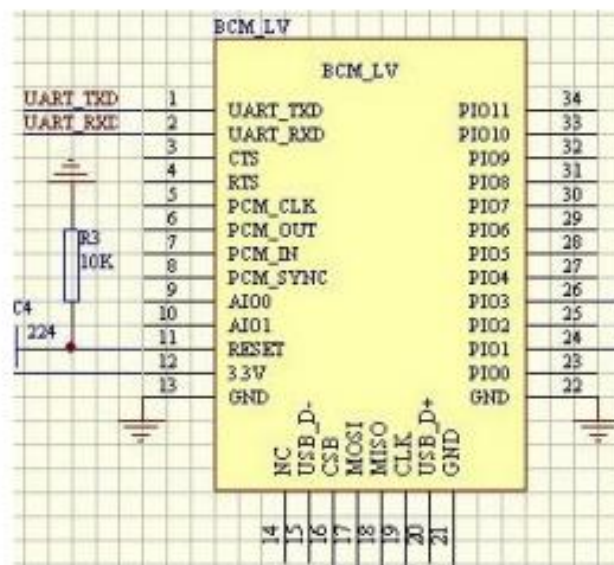 BCM_LV
BCM_LV
UART_TXD 1 UART_TXD PIO11 34
UART_RXD 2 UART_RXD PIO10 33
3 CTS PIO9 32
4 RTS PIO8 31
5 PCM_CLK PIO7 30
6 PCM_OUT PIO6 29
7 PCM_IN PIO5 28
8 PCM_SYNC PIO4 27
9 AIO0 PIO3 26
10 AIO1 PIO2 25
11 RESET PIO1 24
12 3.3V PIO0 23
13 GND GND 22
R3
10K
C4
224
NC USB_D- CSB MOSI MISO CLK USB_D+ GND
14 15 16 17 18 19 20 21